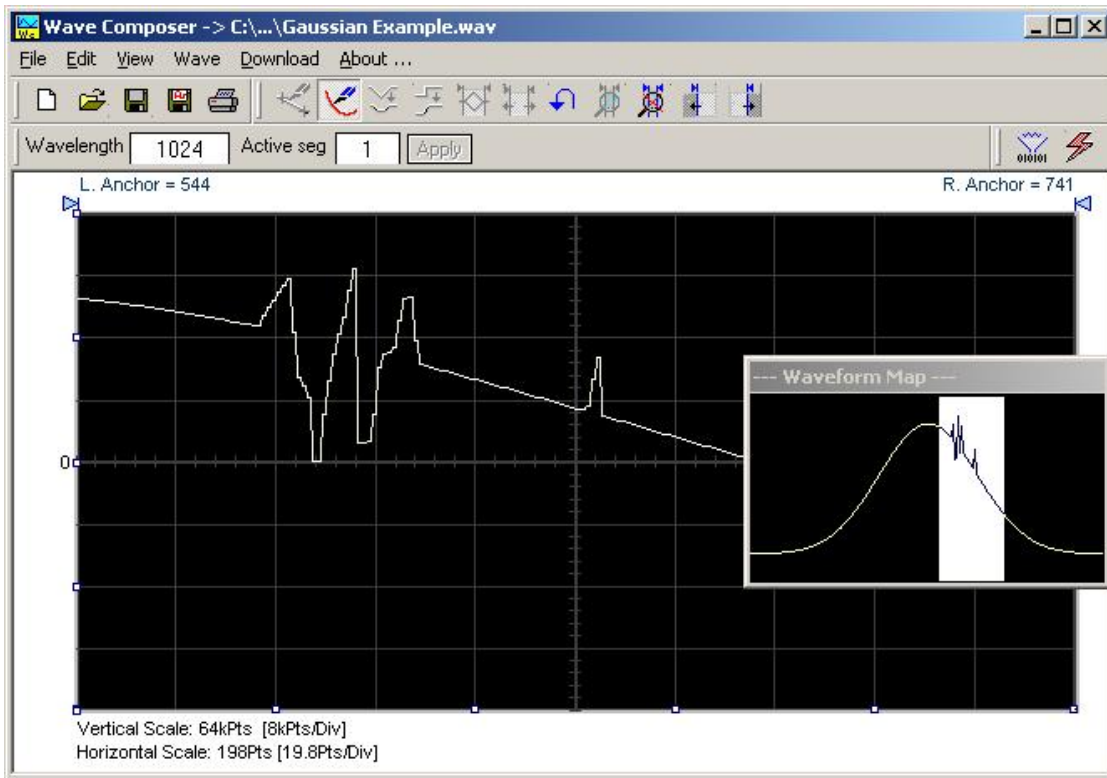 Wave Composer -> C:\...\Gaussian Example.wav
File Edit View Wave Download About ...
Wavelength 1024 Active seg 1 Apply
010101
L. Anchor = 544 R. Anchor = 741
--- Waveform Map ---
0
Vertical Scale: 64kPts [8kPts/Div]
Horizontal Scale: 198Pts [19.8Pts/Div]